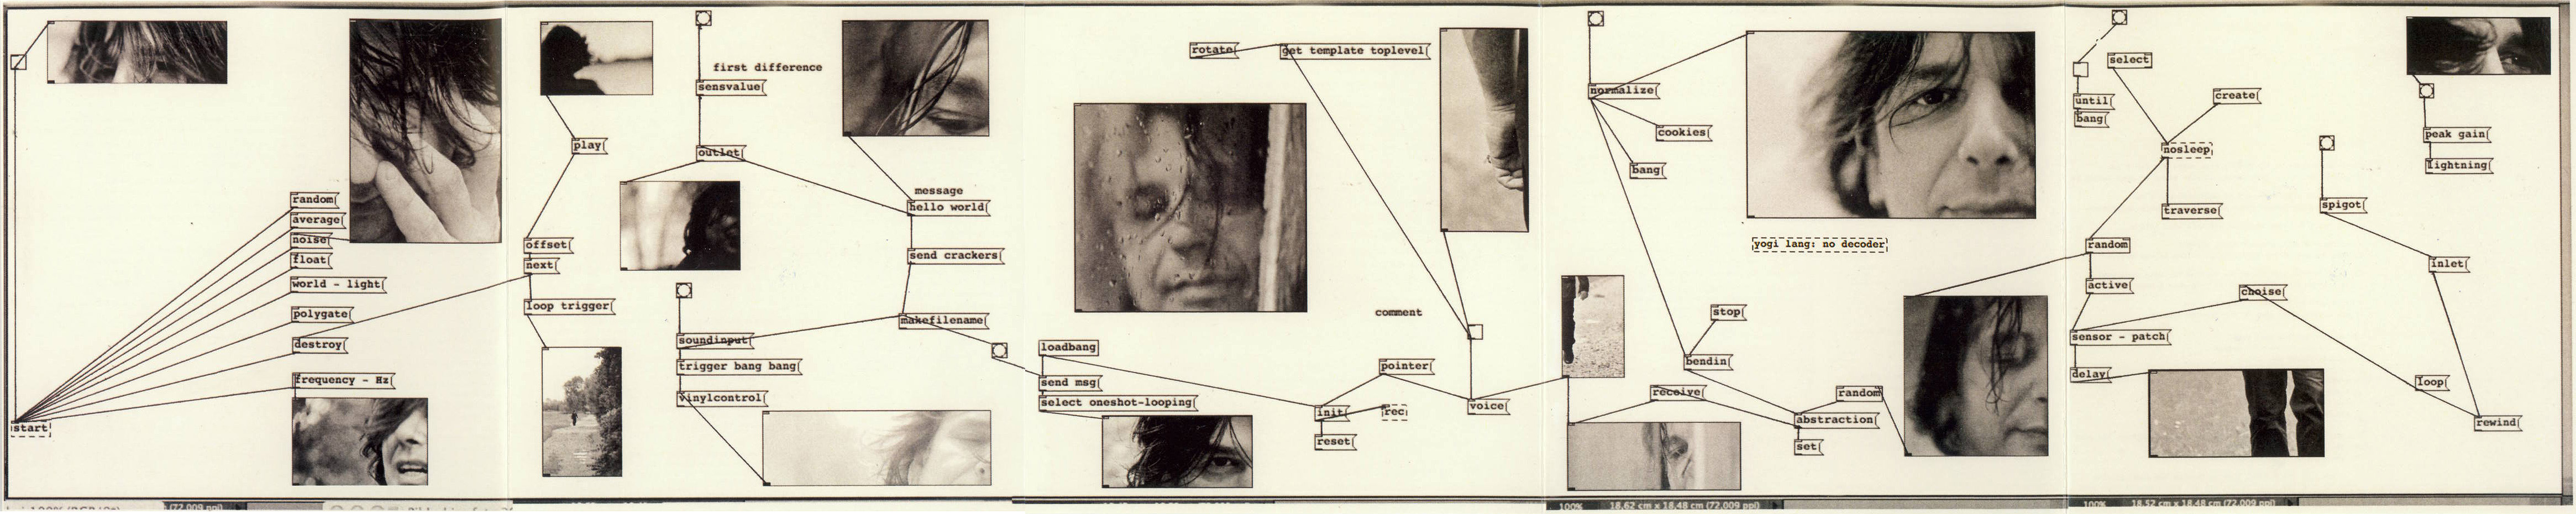 random
average
noise
float
world - light
polygate
destroy
frequency - Hz
start
play
offset
next
loop trigger
first difference
sensvalue
outlet
message
hello world
send crackers
makefilename
soundinput
trigger bang bang
vinylcontrol
rotate
get template toplevel
comment
loadbang
send msg
select oneshot-looping
pointer
init
rec
reset
voice
normalize
cookies
bang
yogi lang: no decoder
stop
bendin
receive
random
abstraction
set
select
until
bang
create
nosleep
traverse
random
active
choise
sensor - patch
delay
spigot
peak gain
lightning
inlet
loop
rewind
(72.009 ppi)
100% 18,62 cm x 18,48 cm (72.009 ppi)
100% 18,52 cm x 18,48 cm (72.009 ppi)